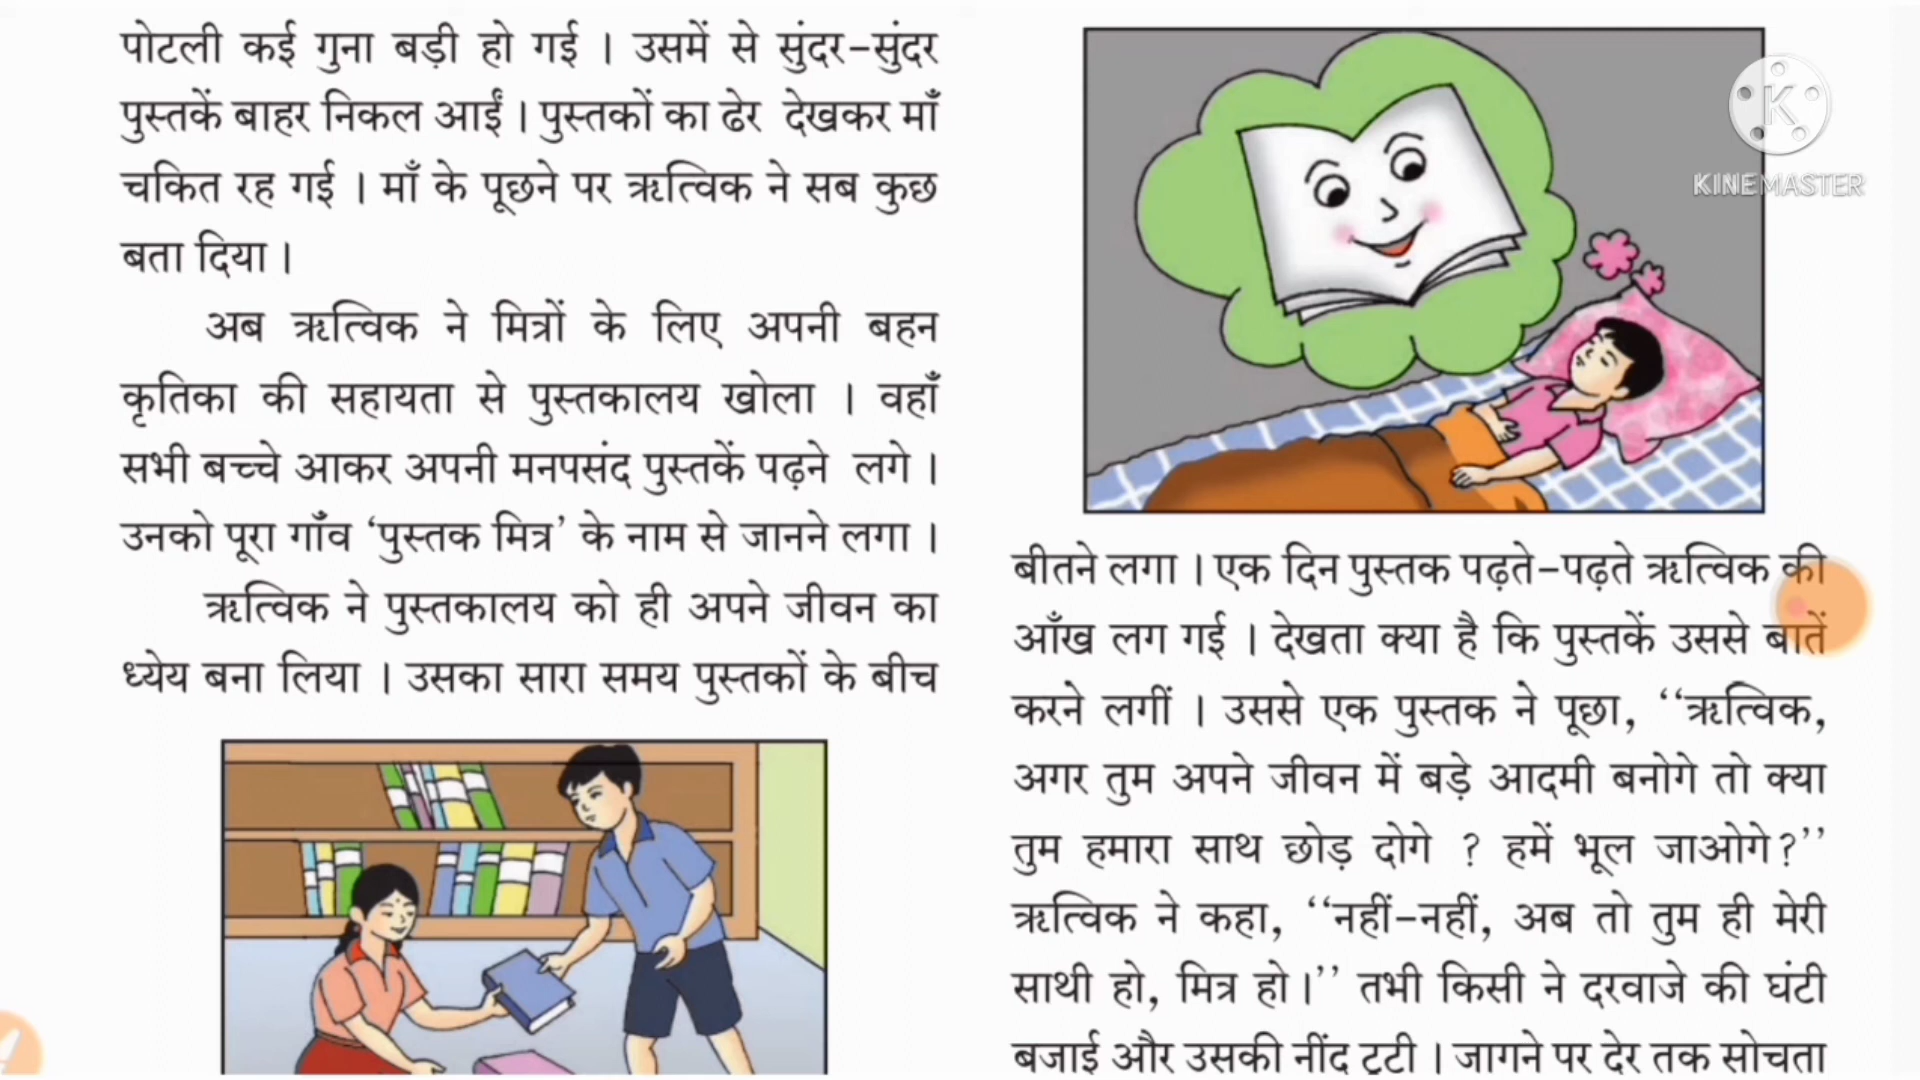 पोटली कई गुना बड़ी हो गई । उसमें से सुंदर-सुंदर
पुस्तकें बाहर निकल आईं । पुस्तकों का ढेर देखकर माँ
चकित रह गई । माँ के पूछने पर ऋत्विक ने सब कुछ
बता दिया ।
अब ऋत्विक ने मित्रों के लिए अपनी बहन
कृतिका की सहायता से पुस्तकालय खोला । वहाँ
सभी बच्चे आकर अपनी मनपसंद पुस्तकें पढ़ने लगे ।
उनको पूरा गाँव ‘पुस्तक मित्र’ के नाम से जानने लगा ।
ऋत्विक ने पुस्तकालय को ही अपने जीवन का
ध्येय बना लिया । उसका सारा समय पुस्तकों के बीच
K
KINEMASTER
बीतने लगा । एक दिन पुस्तक पढ़ते-पढ़ते ऋत्विक की
आँख लग गई । देखता क्या है कि पुस्तकें उससे बातें
करने लगीं । उससे एक पुस्तक ने पूछा, ‘‘ऋत्विक,
अगर तुम अपने जीवन में बड़े आदमी बनोगे तो क्या
तुम हमारा साथ छोड़ दोगे ? हमें भूल जाओगे?’’
ऋत्विक ने कहा, ‘‘नहीं-नहीं, अब तो तुम ही मेरी
साथी हो, मित्र हो।’’ तभी किसी ने दरवाजे की घंटी
बजाई और उसकी नींद टूटी । जागने पर देर तक सोचता